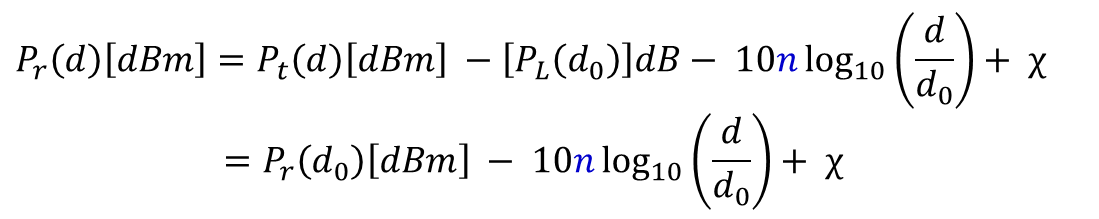 P_r(d)[dBm] = P_t(d)[dBm] − [P_L(d_0)]dB − 10n log_10 (d/d_0) + χ
= P_r(d_0)[dBm] − 10n log_10 (d/d_0) + χ